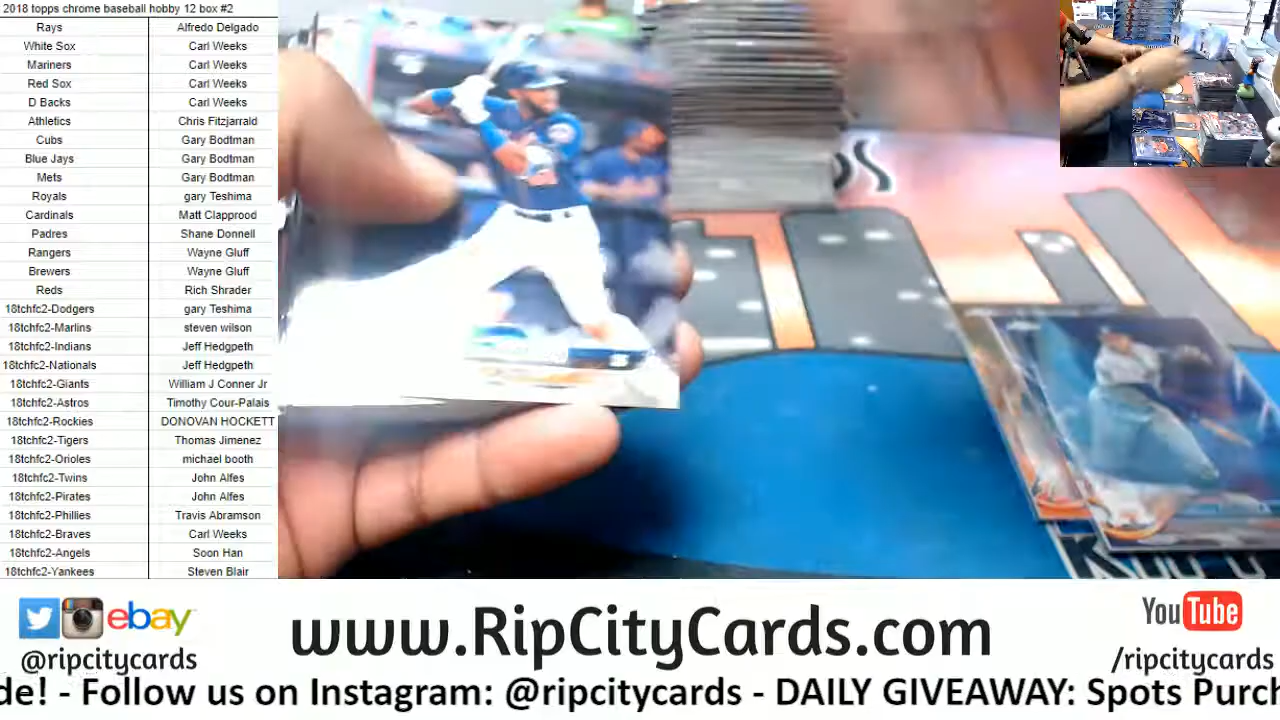 2018 topps chrome baseball hobby 12 box #2
Rays Alfredo Delgado
White Sox Carl Weeks
Mariners Carl Weeks
Red Sox Carl Weeks
D Backs Carl Weeks
Athletics Chris Fitzjarrald
Cubs Gary Bodtman
Blue Jays Gary Bodtman
Mets Gary Bodtman
Royals gary Teshima
Cardinals Matt Clapprood
Padres Shane Donnell
Rangers Wayne Gluff
Brewers Wayne Gluff
Reds Rich Shrader
18tchfc2-Dodgers gary Teshima
18tchfc2-Marlins steven wilson
18tchfc2-Indians Jeff Hedgpeth
18tchfc2-Nationals Jeff Hedgpeth
18tchfc2-Giants William J Conner Jr
18tchfc2-Astros Timothy Cour-Palais
18tchfc2-Rockies DONOVAN HOCKETT
18tchfc2-Tigers Thomas Jimenez
18tchfc2-Orioles michael booth
18tchfc2-Twins John Alfes
18tchfc2-Pirates John Alfes
18tchfc2-Phillies Travis Abramson
18tchfc2-Braves Carl Weeks
18tchfc2-Angels Soon Han
18tchfc2-Yankees Steven Blair
ebay
@ripcitycards
www.RipCityCards.com
YouTube
/ripcitycards
de! - Follow us on Instagram: @ripcitycards - DAILY GIVEAWAY: Spots Purch